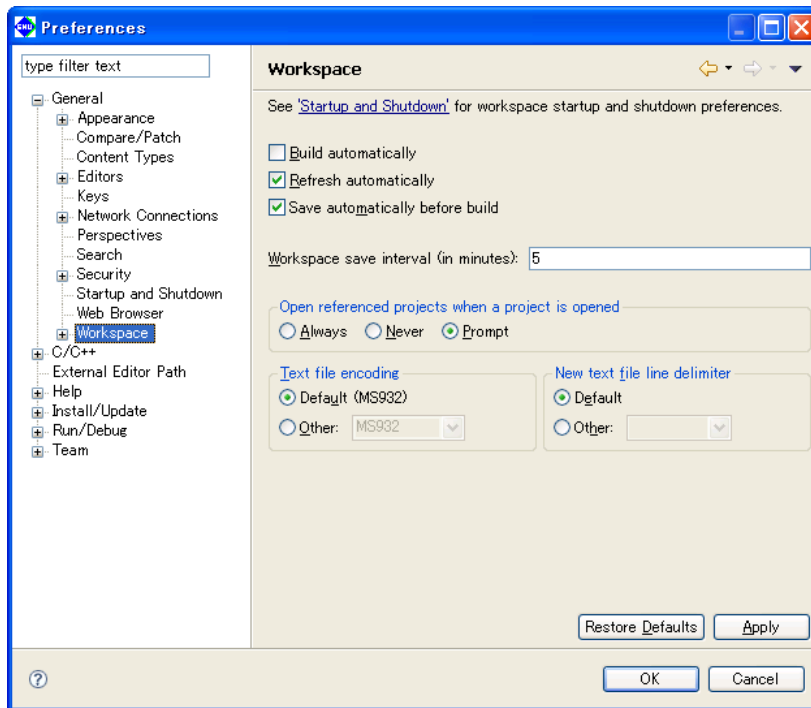 GNU Preferences
type filter text
General
Appearance
Compare/Patch
Content Types
Editors
Keys
Network Connections
Perspectives
Search
Security
Startup and Shutdown
Web Browser
Workspace
C/C++
External Editor Path
Help
Install/Update
Run/Debug
Team
Workspace
See 'Startup and Shutdown' for workspace startup and shutdown preferences.
Build automatically
Refresh automatically
Save automatically before build
Workspace save interval (in minutes): 5
Open referenced projects when a project is opened
Always Never Prompt
Text file encoding
Default (MS932)
Other: MS932
New text file line delimiter
Default
Other:
Restore Defaults Apply
? OK Cancel